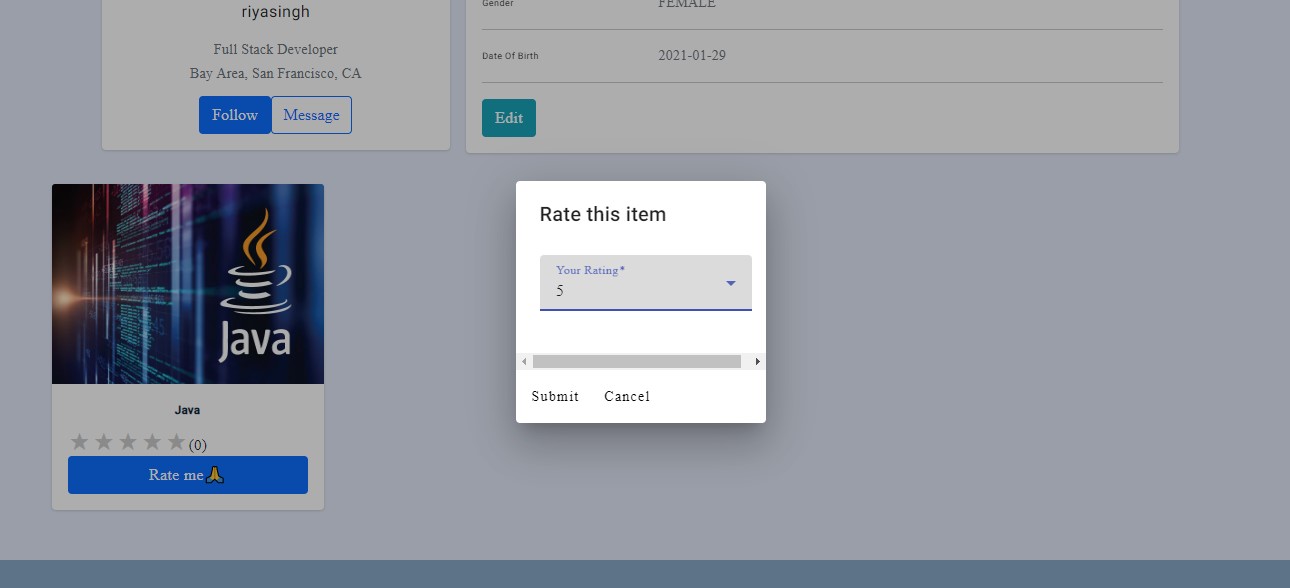 riyasingh
Full Stack Developer
Bay Area, San Francisco, CA
Follow Message
Gender FEMALE
Date Of Birth 2021-01-29
Edit
Java
Java
★★★★★(0)
Rate me🙏
Rate this item
Your Rating*
5
Submit Cancel